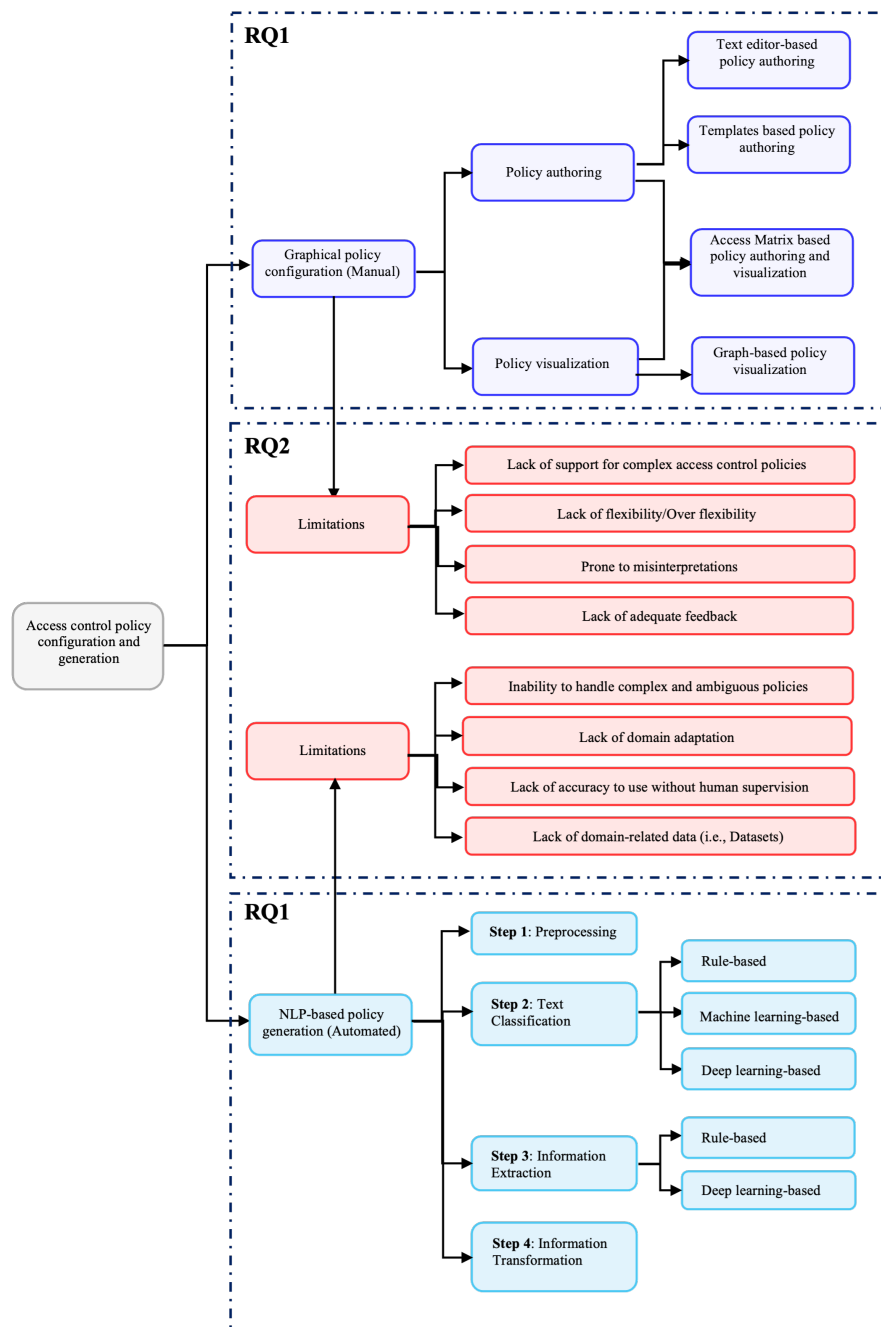 RQ1
Text editor-based
policy authoring
Templates based policy
authoring
Policy authoring
Access Matrix based
policy authoring and
visualization
Graphical policy
configuration (Manual)
Policy visualization
Graph-based policy
visualization
RQ2
Lack of support for complex access control policies
Limitations
Lack of flexibility/Over flexibility
Prone to misinterpretations
Lack of adequate feedback
Access control policy
configuration and
generation
Inability to handle complex and ambiguous policies
Limitations
Lack of domain adaptation
Lack of accuracy to use without human supervision
Lack of domain-related data (i.e., Datasets)
RQ1
Step 1: Preprocessing
NLP-based policy
generation (Automated)
Step 2: Text
Classification
Rule-based
Machine learning-based
Deep learning-based
Step 3: Information
Extraction
Rule-based
Deep learning-based
Step 4: Information
Transformation